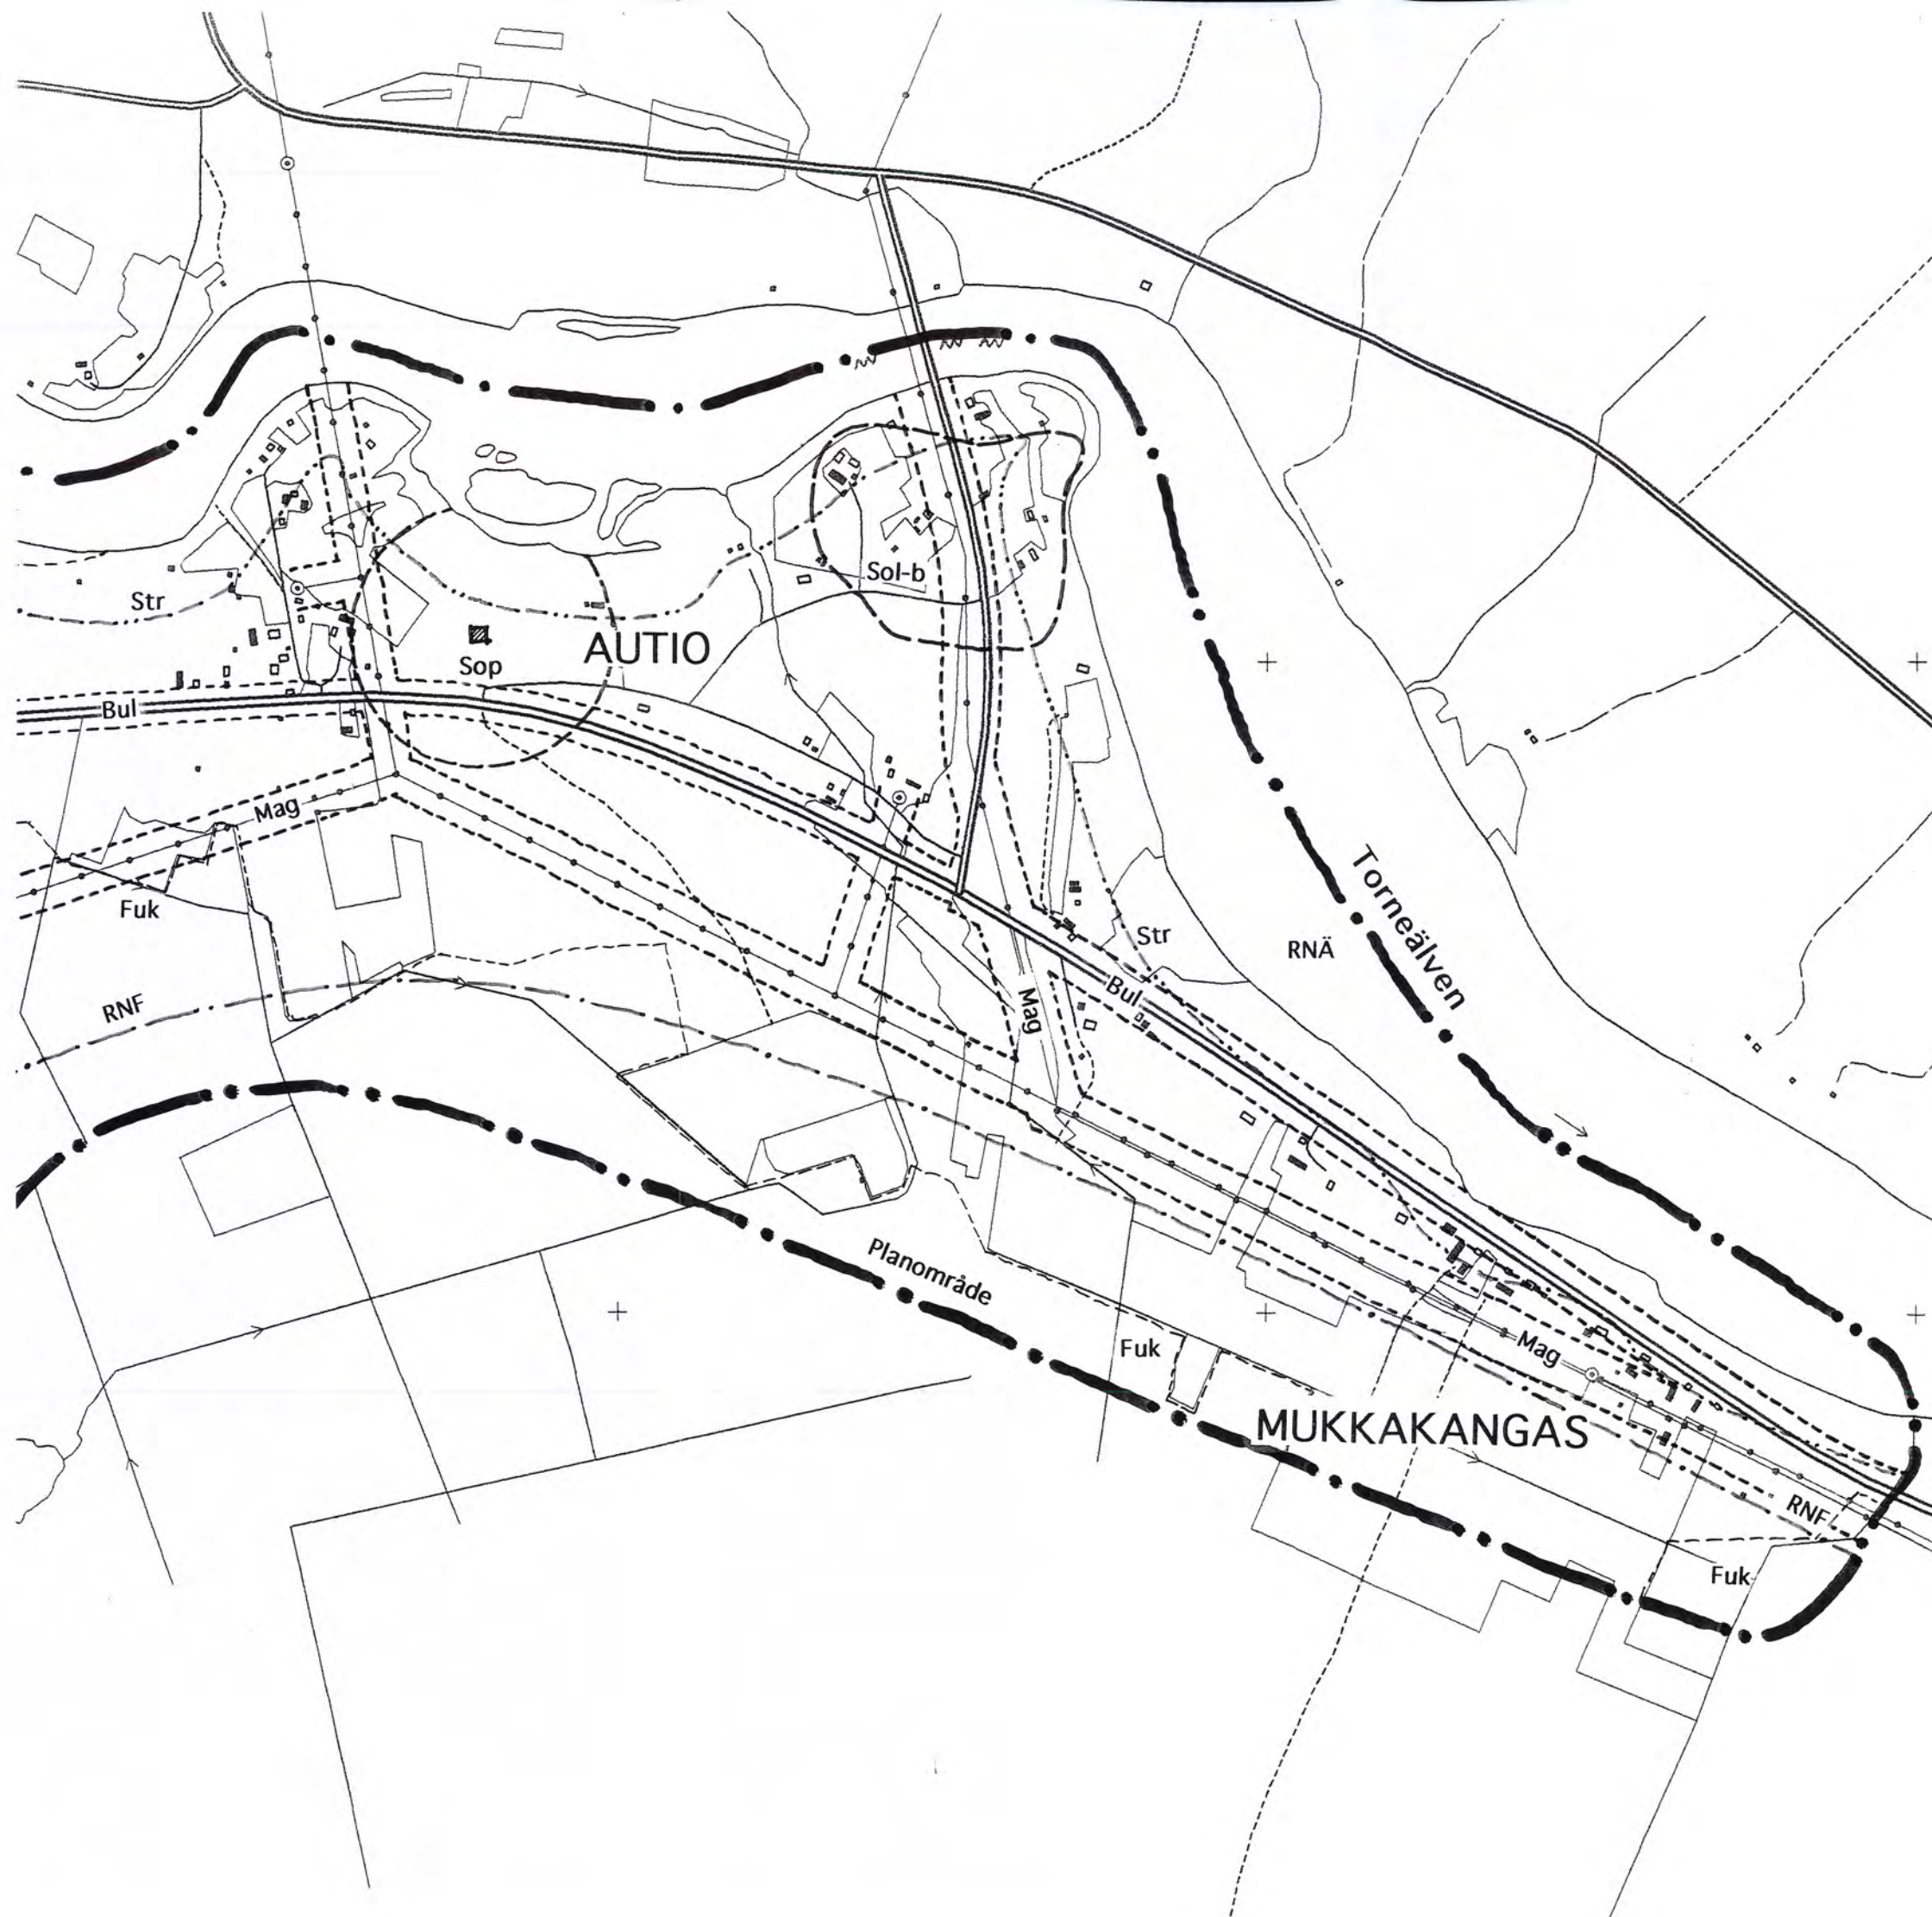 Sol-b
Str
AUTIO
Sop
Bul
Mag
Fuk
Str
RNÄ
Torneälven
Bul
Mag
RNF
Planområde
Fuk
Mag
MUKKAKANGAS
RNF
Fuk